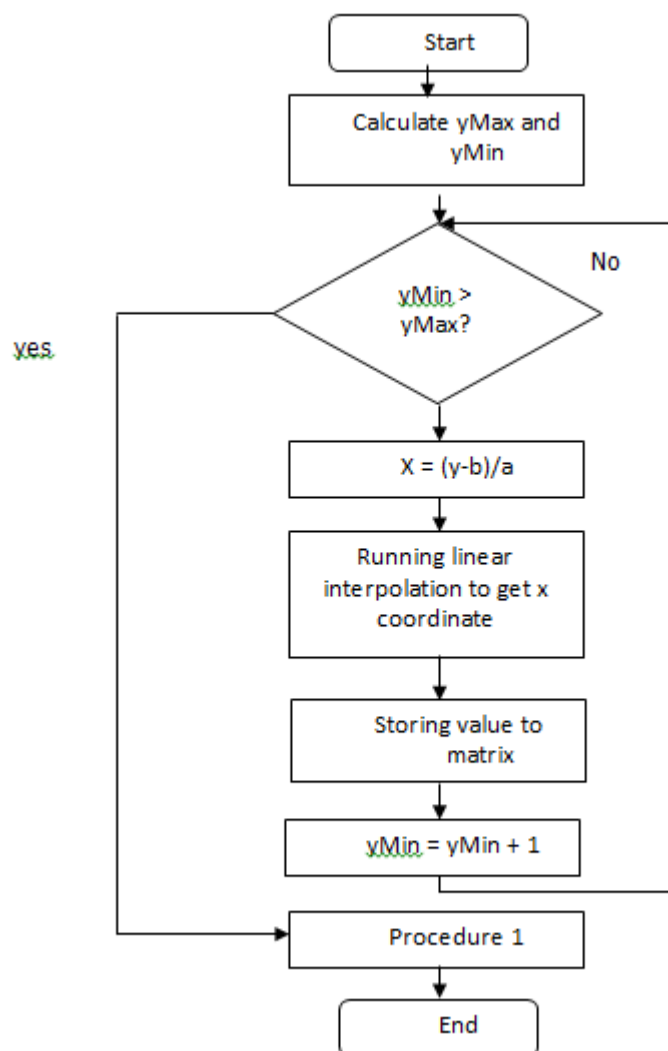 Start
Calculate yMax and
yMin
No
yMin >
yMax?
yes
X = (y-b)/a
Running linear
interpolation to get x
coordinate
Storing value to
matrix
yMin = yMin + 1
Procedure 1
End